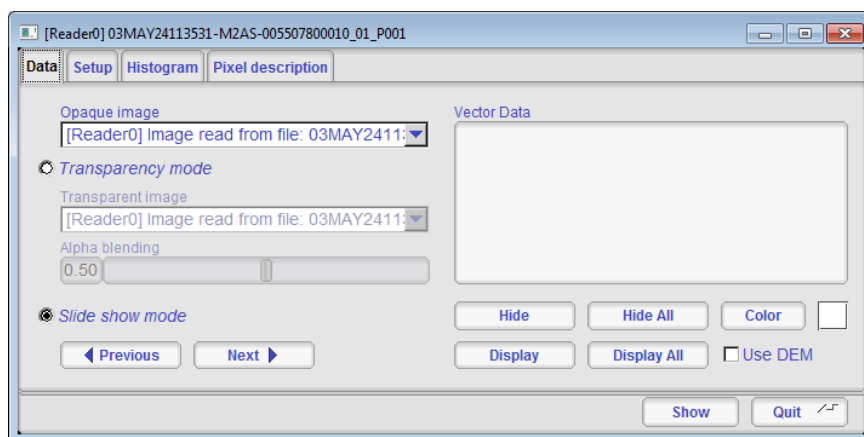 [Reader0] 03MAY24113531-M2AS-005507800010_01_P001
Data Setup Histogram Pixel description
Opaque image
[Reader0] Image read from file: 03MAY2411
Transparency mode
Transparent image
[Reader0] Image read from file: 03MAY2411
Alpha blending
0.50
Slide show mode
Previous Next
Vector Data
Hide Hide All Color
Display Display All Use DEM
Show Quit